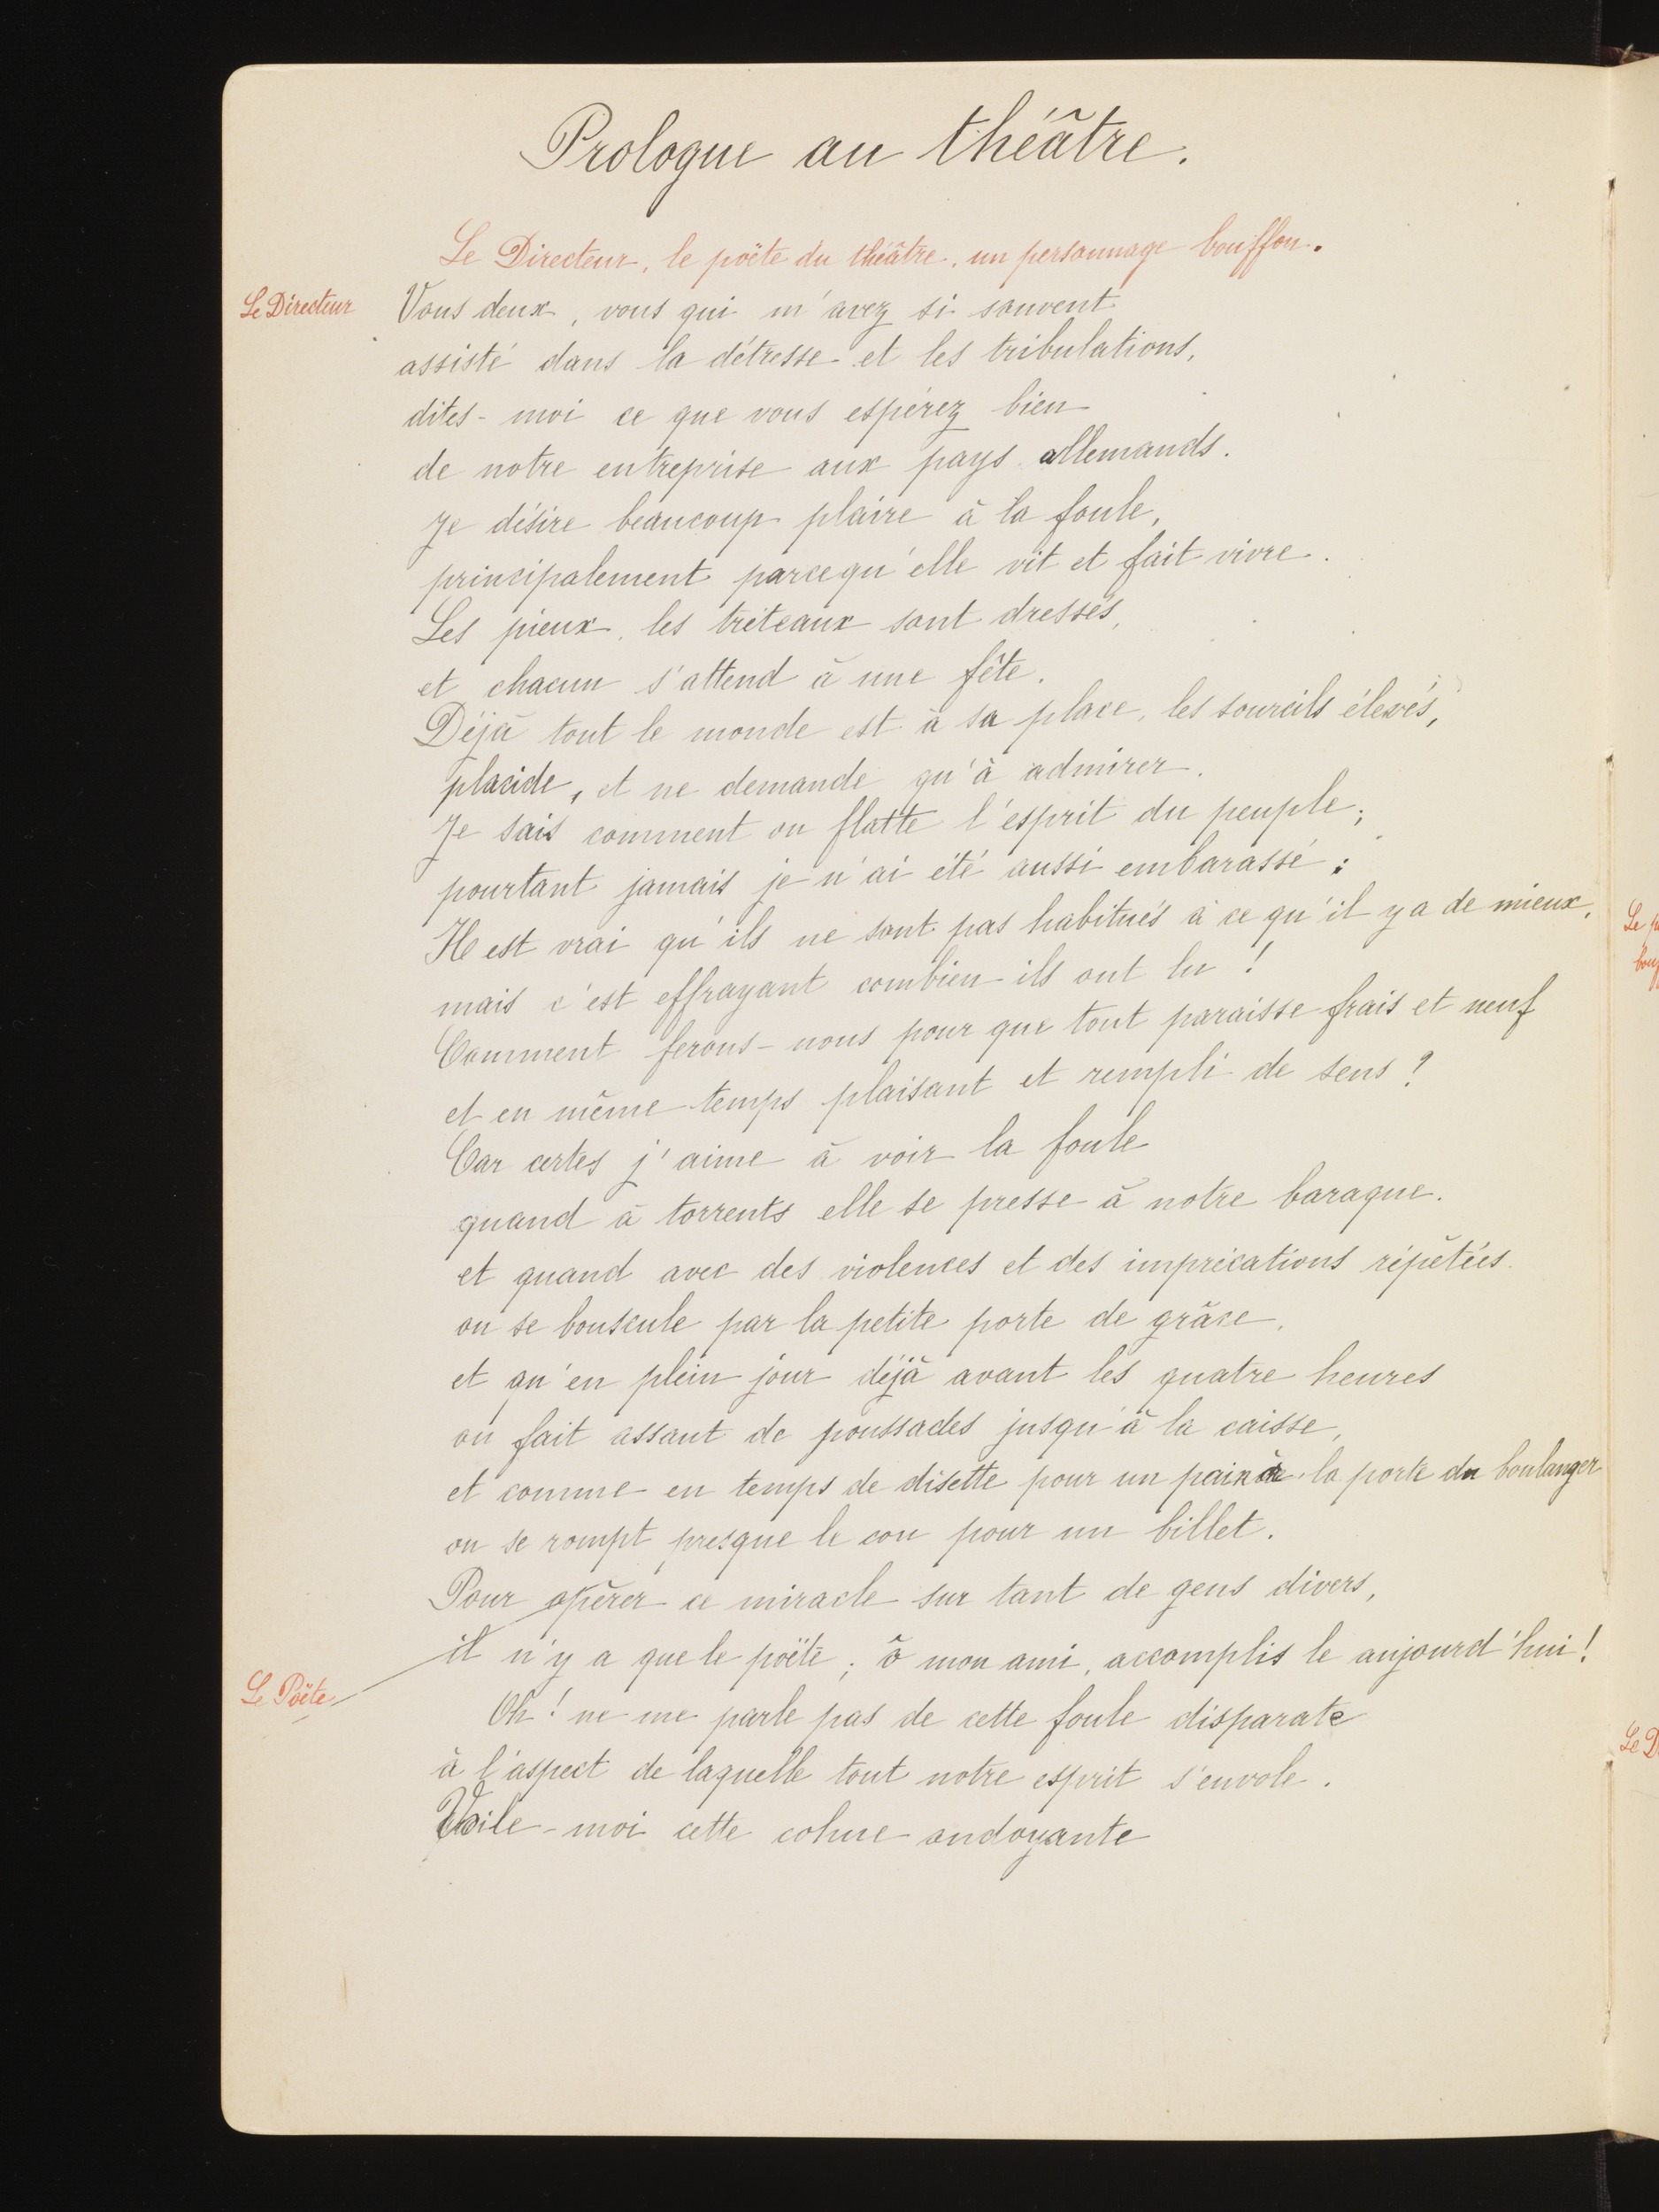 Prologue au théâtre.
Le Directeur, le poëte du théâtre, un personnage bouffon.
Le Directeur
Vous deux, vous qui m'avez si souvent
assisté dans la détresse et les tribulations,
dites-moi ce que vous espérez bien
de notre entreprise aux pays allemands.
Je désire beaucoup plaire à la foule,
principalement parcequ'elle vit et fait vivre.
Les pieux, les tréteaux sont dressés,
et chacun s'attend à une fête.
Déjà tout le monde est à sa place, les sourcils élevés,
placide, et ne demande qu'à admirer.
Je sais comment on flatte l'esprit du peuple;
pourtant jamais je n'ai été aussi embarassé:
Il est vrai qu'ils ne sont pas habitués à ce qu'il y a de mieux,
mais c'est effrayant combien ils ont lu!
Comment ferons-nous pour que tout paraisse frais et neuf
et en même temps plaisant et rempli de sens?
Car certes j'aime à voir la foule
quand à torrents elle se presse à notre baraque.
et quand avec des violences et des imprécations répétées
on se bouscule par la petite porte de grâce,
et qu'en plein jour déjà avant les quatre heures
on fait assaut de poussades jusqu'à la caisse,
et comme en temps de disette pour un pain à la porte du boulanger
on se rompt presque le cou pour un billet.
Pour opérer ce miracle sur tant de gens divers,
il n'y a que le poëte; ô mon ami, accomplis le aujourd'hui!
Le Poëte
Oh! ne me parle pas de cette foule disparate
à l'aspect de laquelle tout notre esprit s'envole.
Voile-moi cette cohue ondoyante
Le
Le D